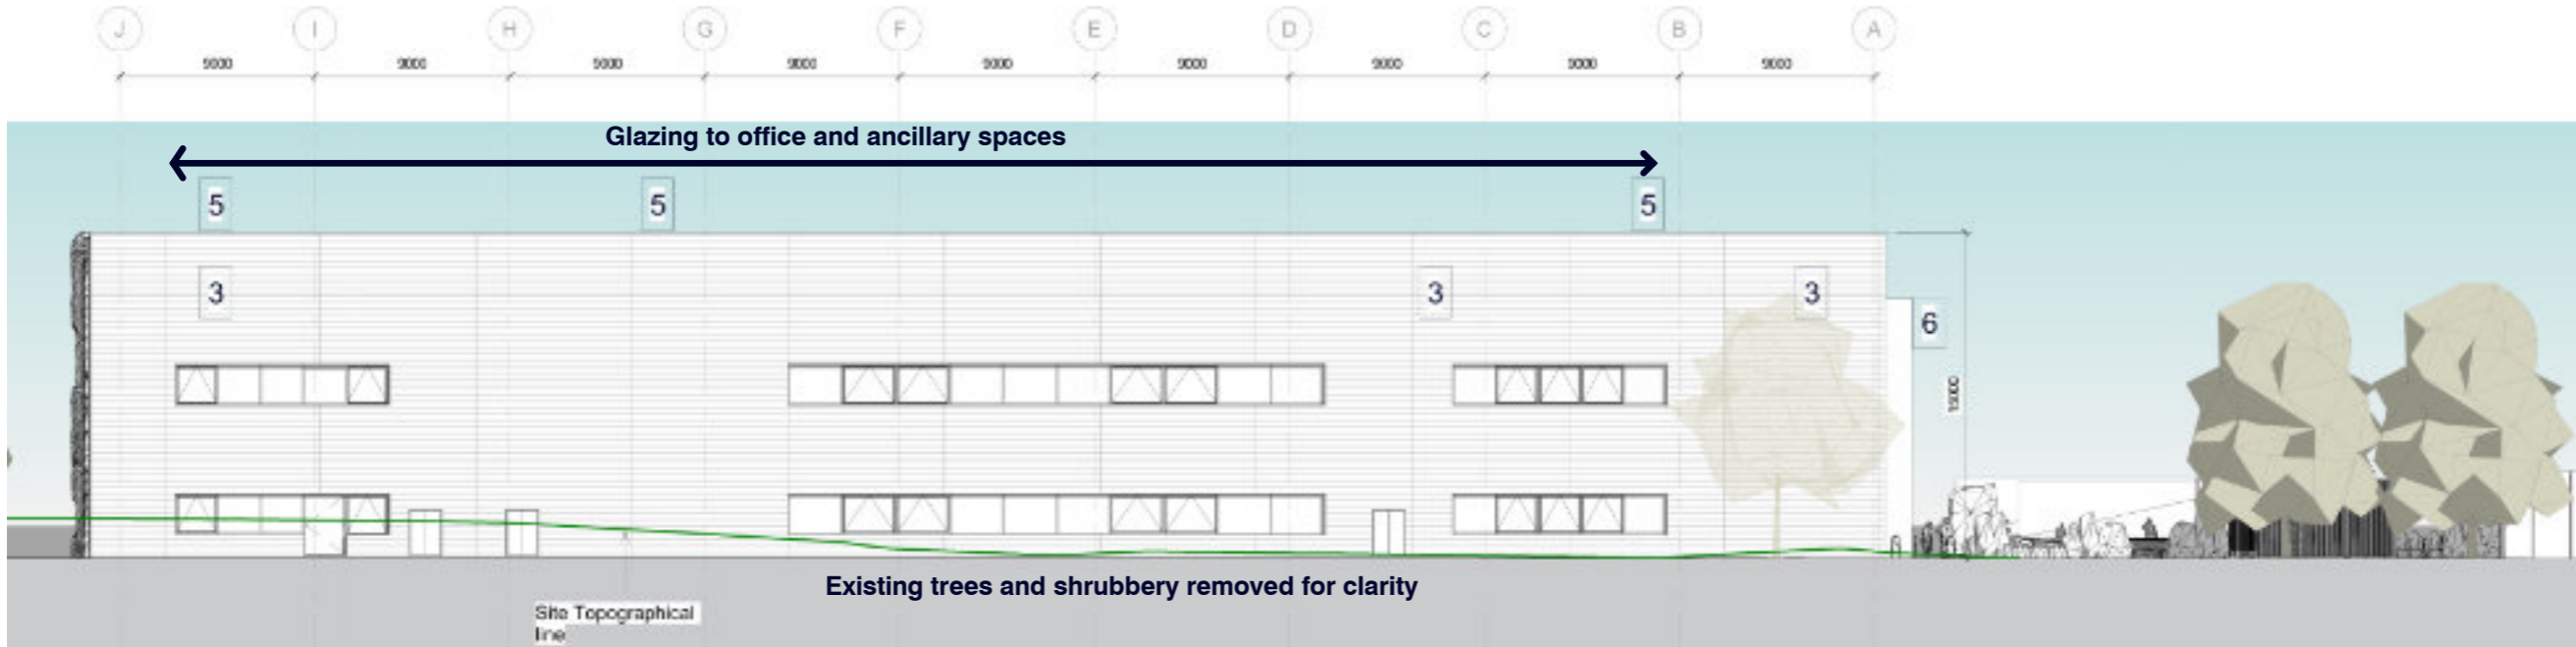 J I H G F E D C B A
9000 9000 9000 9000 9000 9000 9000 9000 9000
Glazing to office and ancillary spaces
5 5 5
3 3 3
6
15000
Existing trees and shrubbery removed for clarity
Site Topographical
line